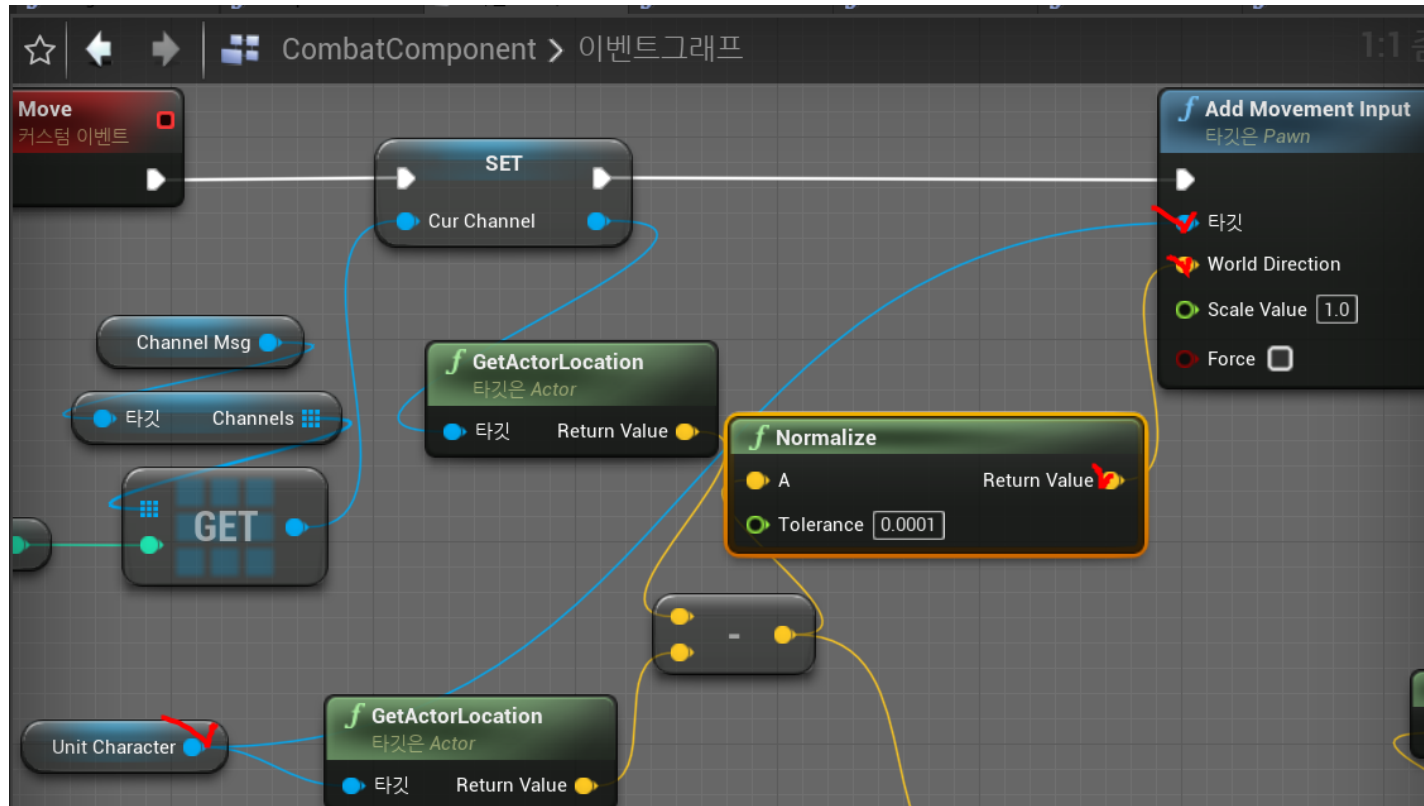 CombatComponent > 이벤트그래프
1:1
Move
커스텀 이벤트
SET
Cur Channel
Add Movement Input
타깃은 Pawn
타깃
World Direction
Scale Value 1.0
Force
Channel Msg
타깃 Channels
GET
GetActorLocation
타깃은 Actor
타깃 Return Value
Normalize
A Return Value
Tolerance 0.0001
-
Unit Character
GetActorLocation
타깃은 Actor
타깃 Return Value